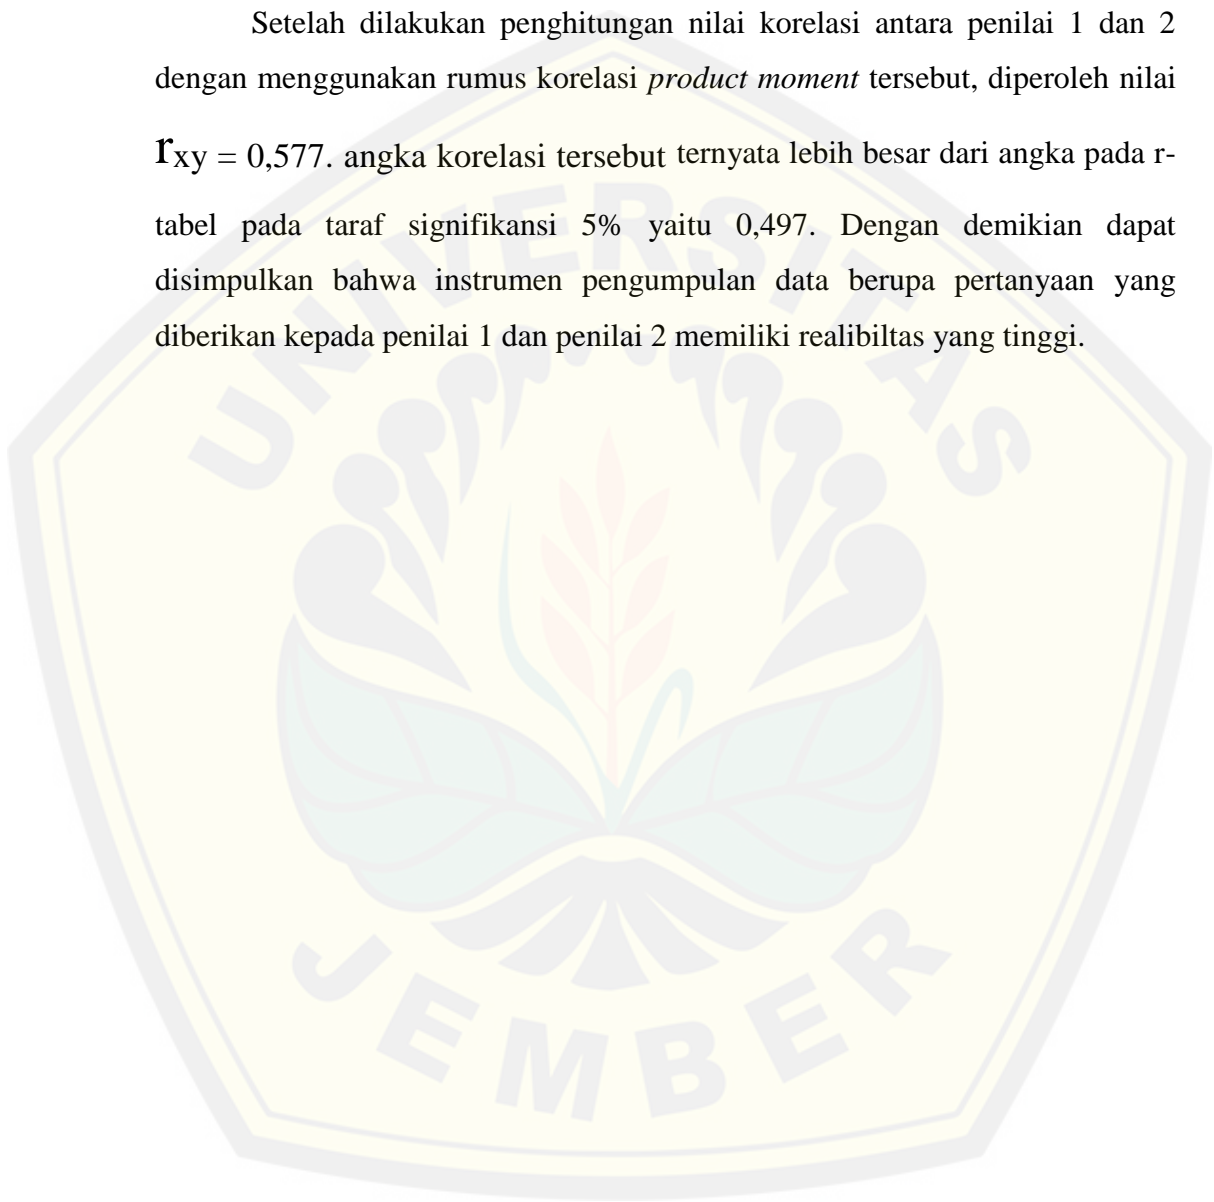 Setelah dilakukan penghitungan nilai korelasi antara penilai 1 dan 2
dengan menggunakan rumus korelasi product moment tersebut, diperoleh nilai
rxy = 0,577. angka korelasi tersebut ternyata lebih besar dari angka pada r-
tabel pada taraf signifikansi 5% yaitu 0,497. Dengan demikian dapat
disimpulkan bahwa instrumen pengumpulan data berupa pertanyaan yang
diberikan kepada penilai 1 dan penilai 2 memiliki realibiltas yang tinggi.
UNIVERSITAS
JEMBER